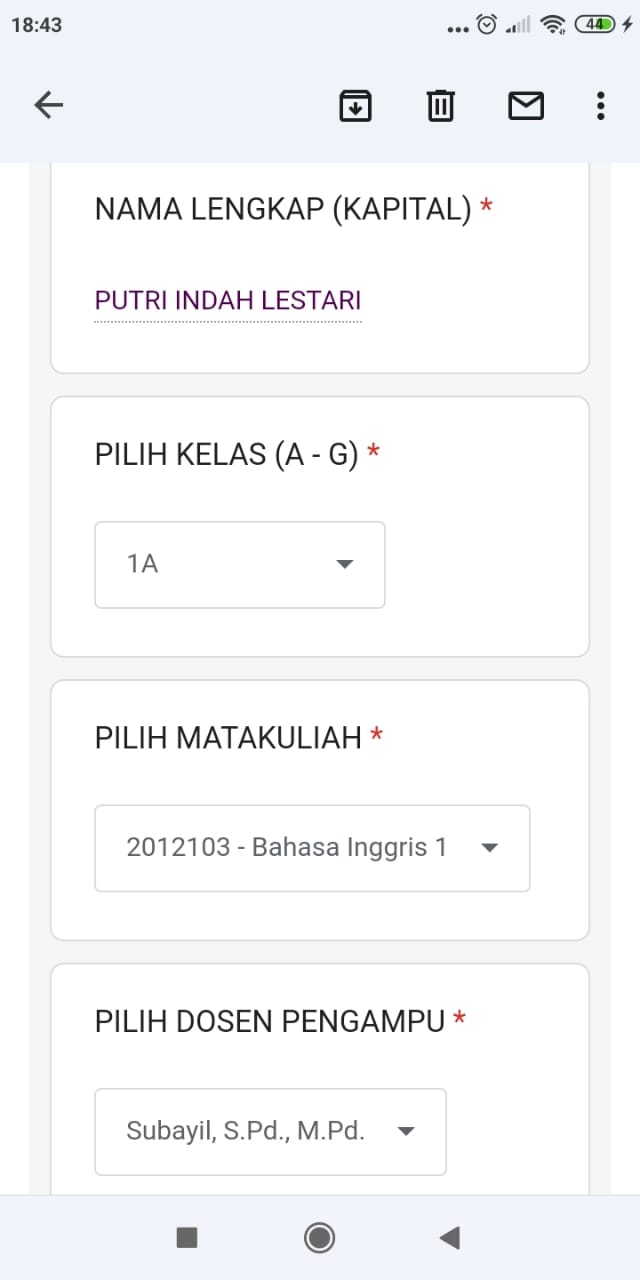 18:43
44
NAMA LENGKAP (KAPITAL) *
PUTRI INDAH LESTARI
PILIH KELAS (A - G) *
1A
PILIH MATAKULIAH *
2012103 - Bahasa Inggris 1
PILIH DOSEN PENGAMPU *
Subayil, S.Pd., M.Pd.